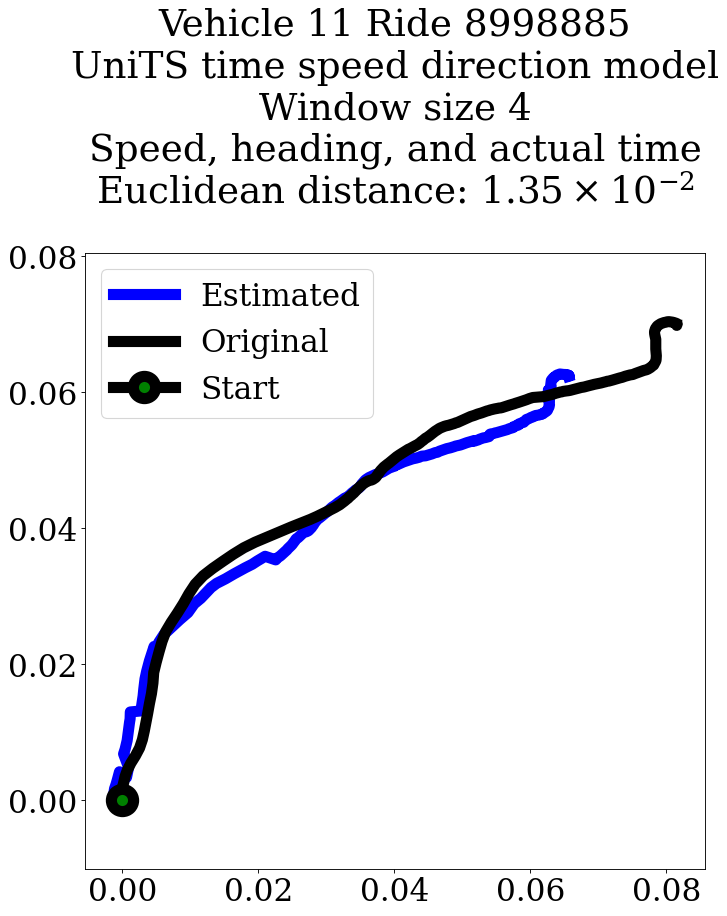 Vehicle 11 Ride 8998885
UniTS time speed direction model
Window size 4
Speed, heading, and actual time
Euclidean distance: 1.35 × 10⁻²
0.08
Estimated
Original
Start
0.06
0.04
0.02
0.00
0.00 0.02 0.04 0.06 0.08